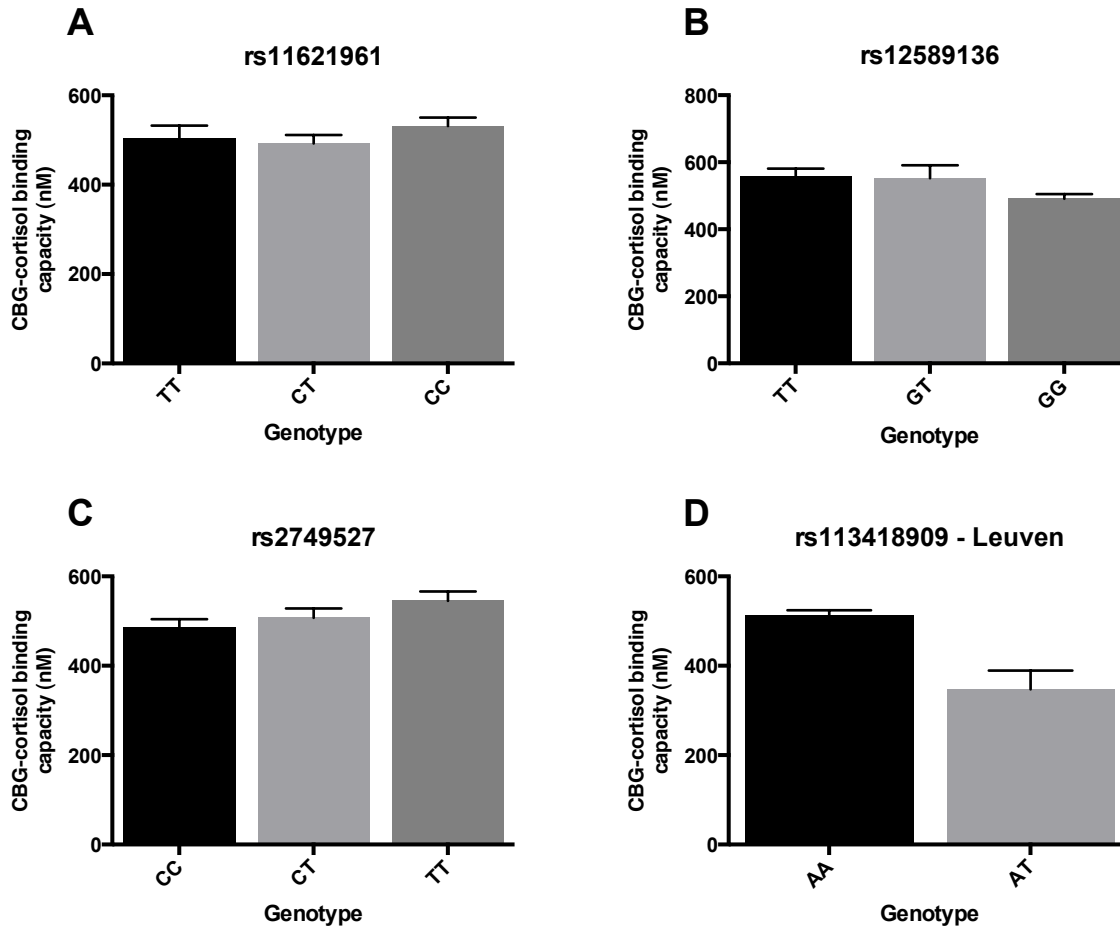 A
rs11621961
CBG-cortisol binding
capacity (nM)
600
400
200
0
TT
CT
CC
Genotype
B
rs12589136
CBG-cortisol binding
capacity (nM)
800
600
400
200
0
TT
GT
GG
Genotype
C
rs2749527
CBG-cortisol binding
capacity (nM)
600
400
200
0
CC
CT
TT
Genotype
D
rs113418909 - Leuven
CBG-cortisol binding
capacity (nM)
600
400
200
0
AA
AT
Genotype